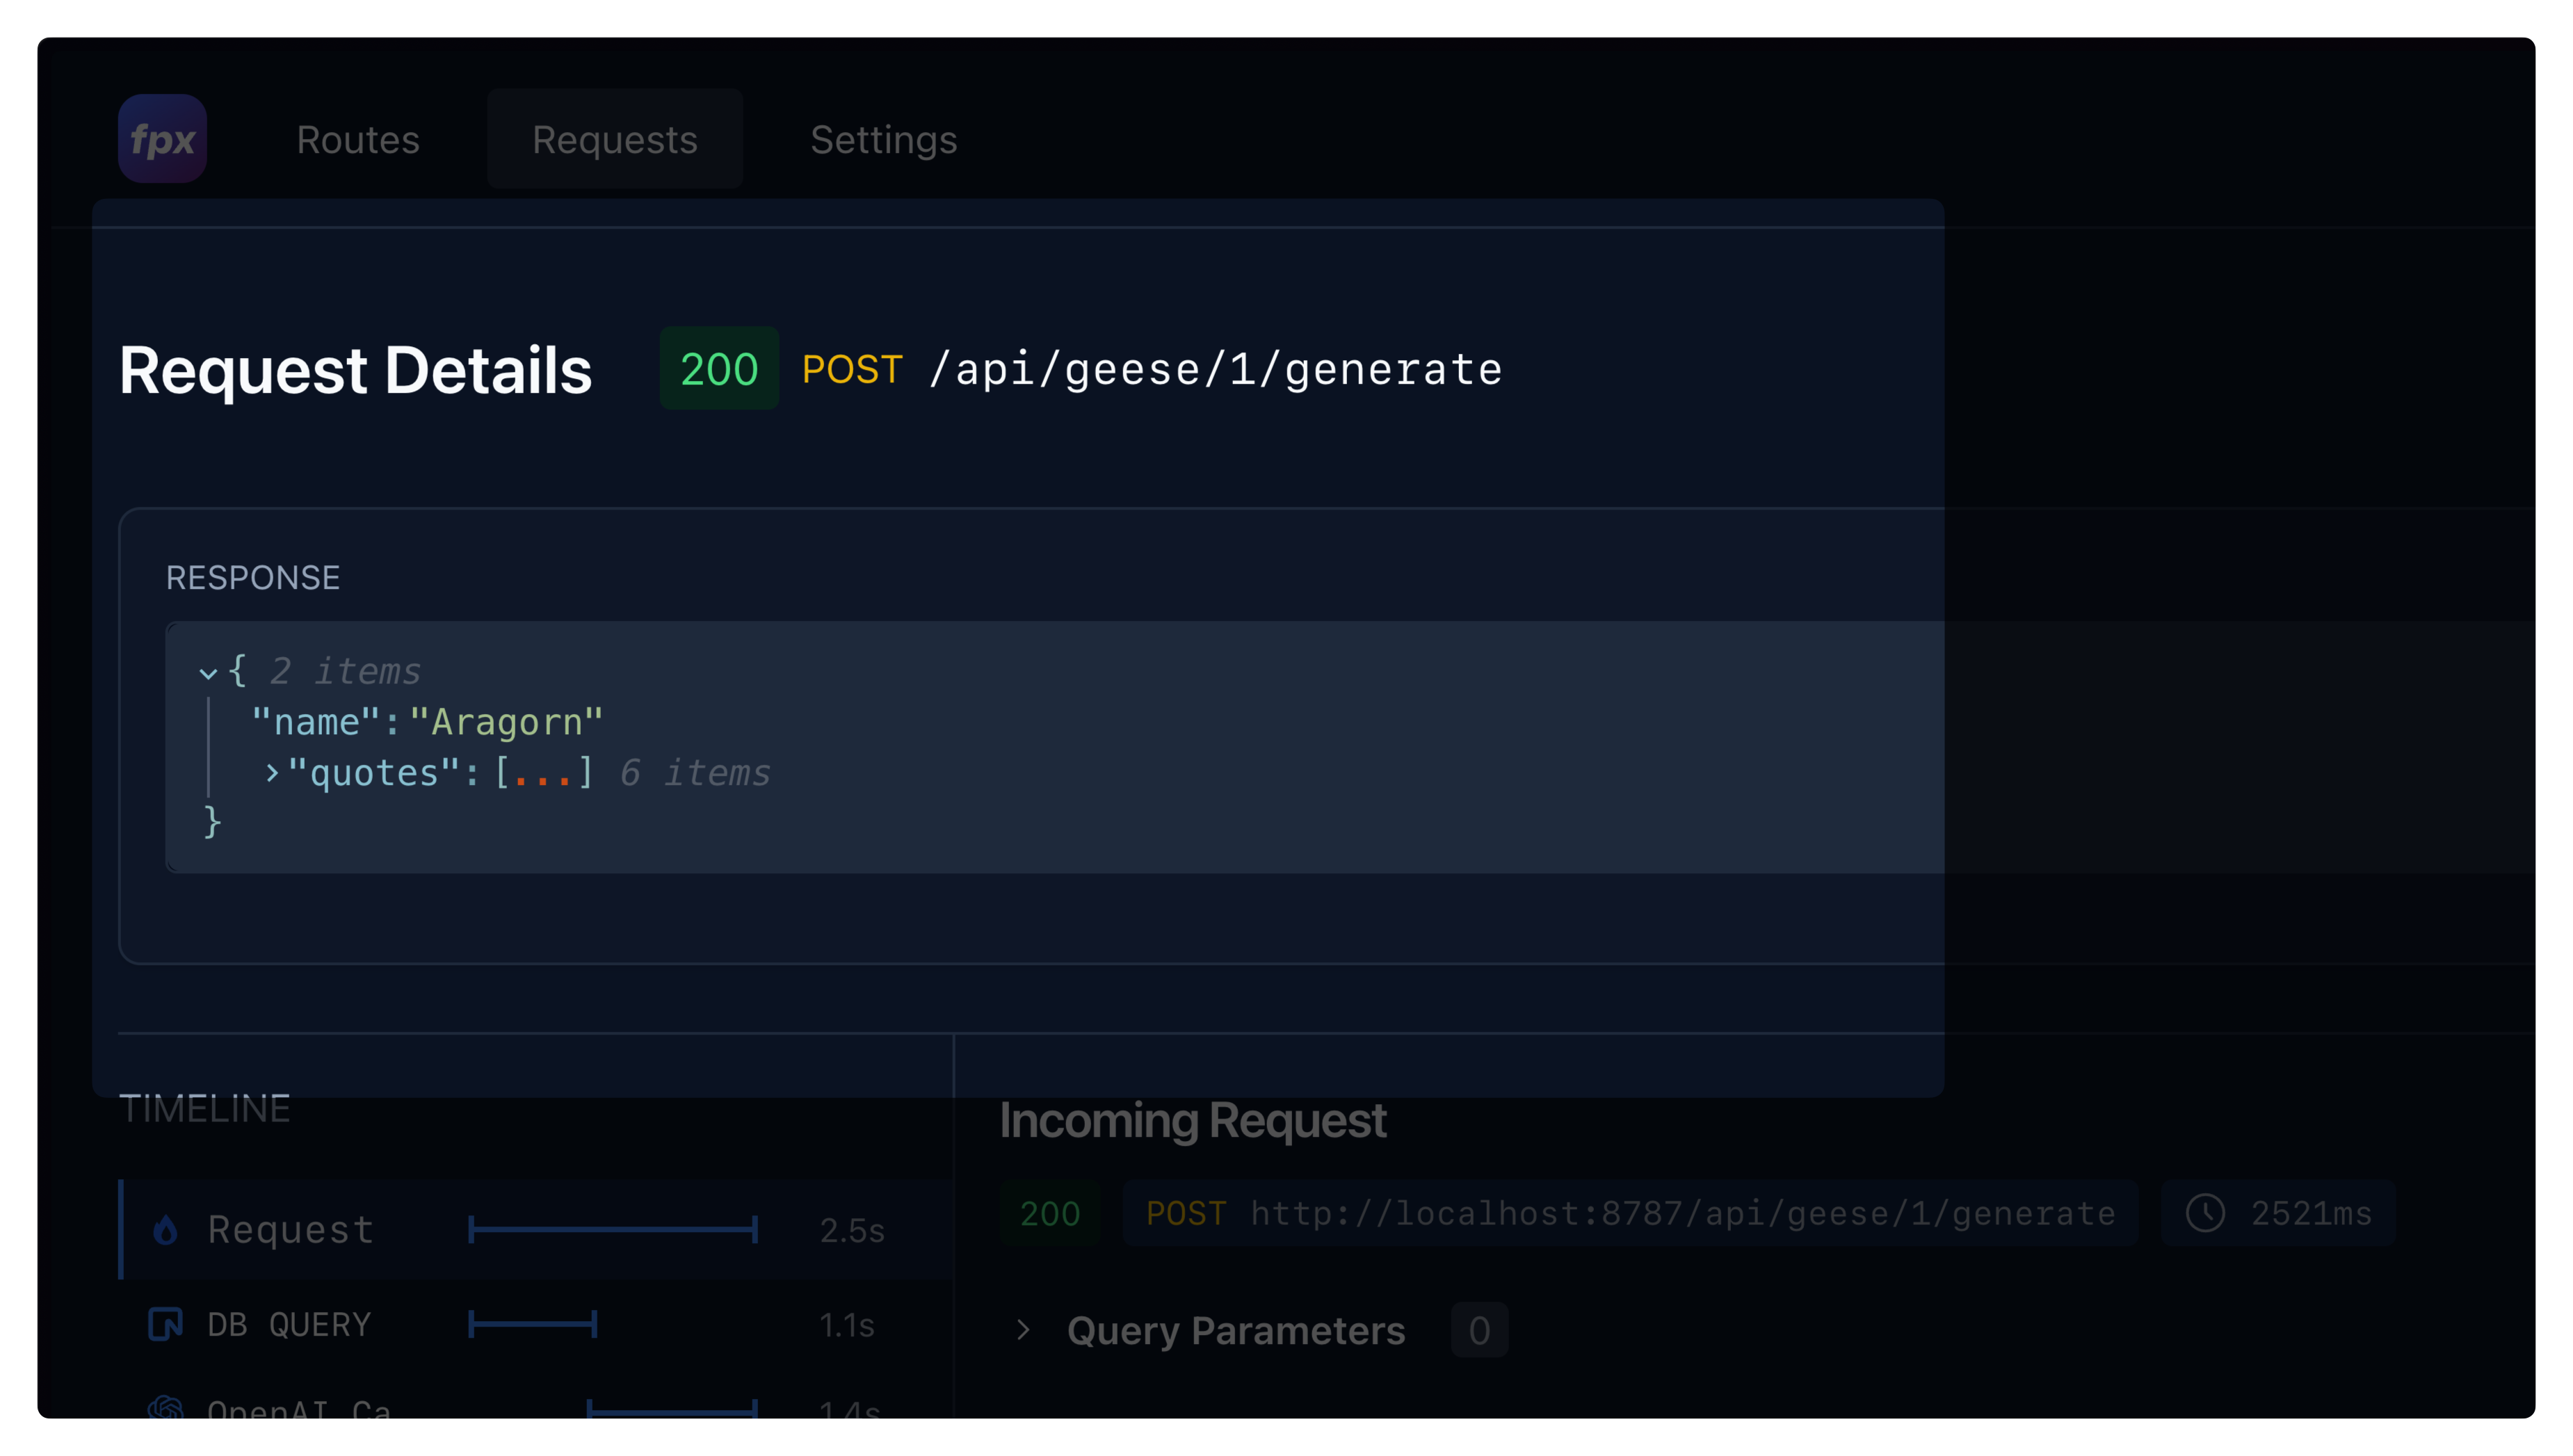 fpx Routes Requests Settings
Request Details 200 POST /api/geese/1/generate
RESPONSE
{ 2 items
"name":"Aragorn"
"quotes":[...] 6 items
}
TIMELINE
Request 2.5s
DB QUERY 1.1s
OpenAI Ca 1.4s
Incoming Request
200 POST http://localhost:8787/api/geese/1/generate 2521ms
Query Parameters 0